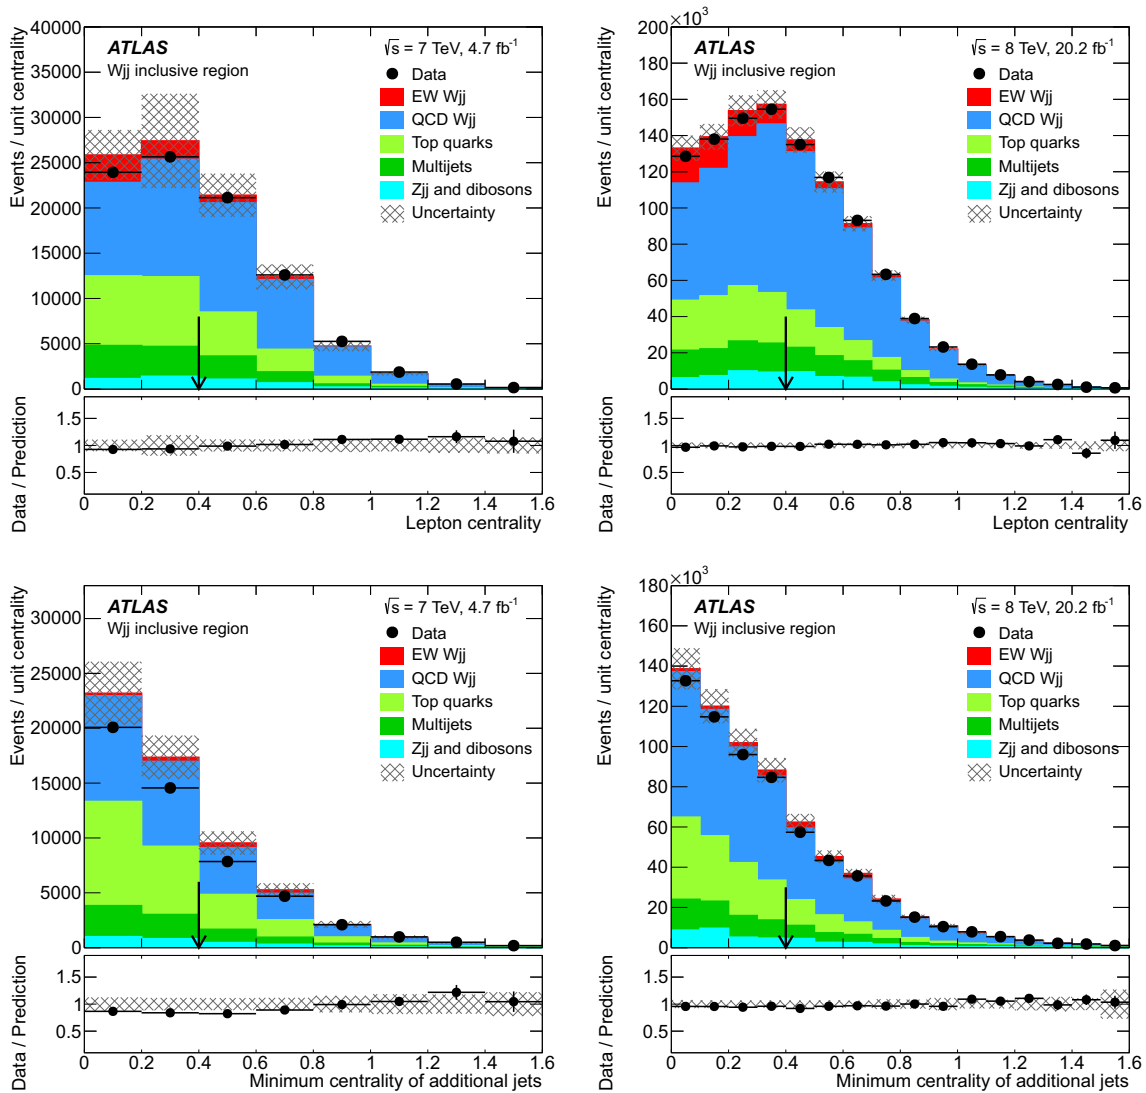 40000
35000
30000
25000
20000
15000
10000
5000
0
Events / unit centrality
ATLAS
√s = 7 TeV, 4.7 fb-1
Wjj inclusive region
Data
EW Wjj
QCD Wjj
Top quarks
Multijets
Zjj and dibosons
Uncertainty
1.5
1
0.5
Data / Prediction
0 0.2 0.4 0.6 0.8 1 1.2 1.4 1.6
Lepton centrality
200 ×10³
180
160
140
120
100
80
60
40
20
0
Events / unit centrality
ATLAS
√s = 8 TeV, 20.2 fb-1
Wjj inclusive region
Data
EW Wjj
QCD Wjj
Top quarks
Multijets
Zjj and dibosons
Uncertainty
1.5
1
0.5
Data / Prediction
0 0.2 0.4 0.6 0.8 1 1.2 1.4 1.6
Lepton centrality
30000
25000
20000
15000
10000
5000
0
Events / unit centrality
ATLAS
√s = 7 TeV, 4.7 fb-1
Wjj inclusive region
Data
EW Wjj
QCD Wjj
Top quarks
Multijets
Zjj and dibosons
Uncertainty
1.5
1
0.5
Data / Prediction
0 0.2 0.4 0.6 0.8 1 1.2 1.4 1.6
Minimum centrality of additional jets
180 ×10³
160
140
120
100
80
60
40
20
0
Events / unit centrality
ATLAS
√s = 8 TeV, 20.2 fb-1
Wjj inclusive region
Data
EW Wjj
QCD Wjj
Top quarks
Multijets
Zjj and dibosons
Uncertainty
1.5
1
0.5
Data / Prediction
0 0.2 0.4 0.6 0.8 1 1.2 1.4 1.6
Minimum centrality of additional jets